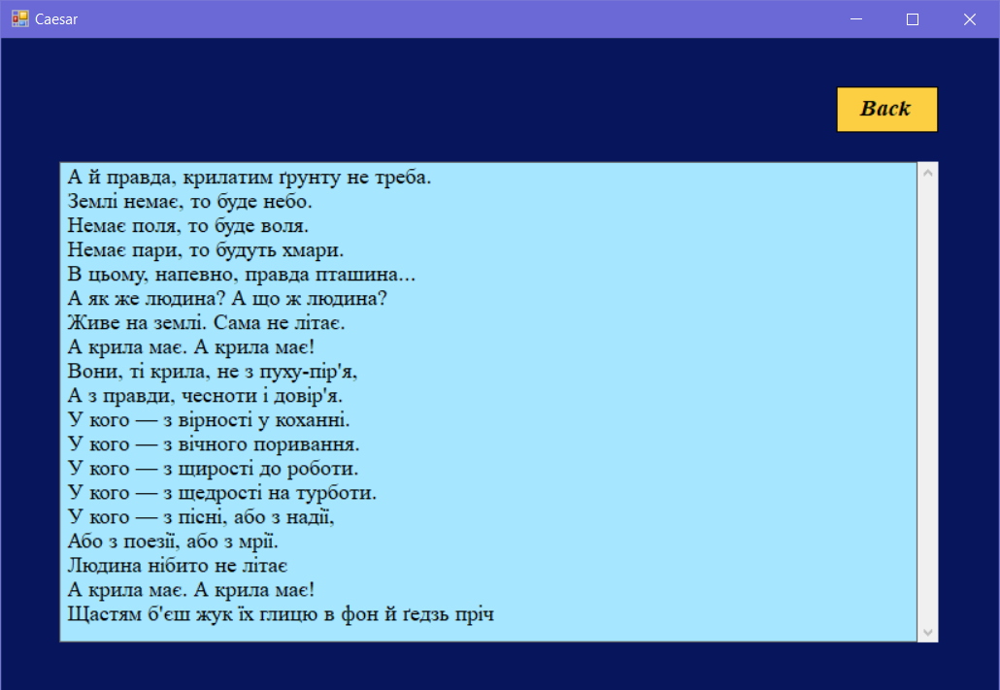 Caesar
Back
А й правда, крилатим ґрунту не треба.
Землі немає, то буде небо.
Немає поля, то буде воля.
Немає пари, то будуть хмари.
В цьому, напевно, правда пташина...
А як же людина? А що ж людина?
Живе на землі. Сама не літає.
А крила має. А крила має!
Вони, ті крила, не з пуху-пір'я,
А з правди, чесноти і довір'я.
У кого — з вірності у коханні.
У кого — з вічного поривання.
У кого — з щирості до роботи.
У кого — з щедрості на турботи.
У кого — з пісні, або з надії,
Або з поезії, або з мрії.
Людина нібито не літає
А крила має. А крила має!
Щастям б'єш жук їх глицю в фон й ґедзь пріч